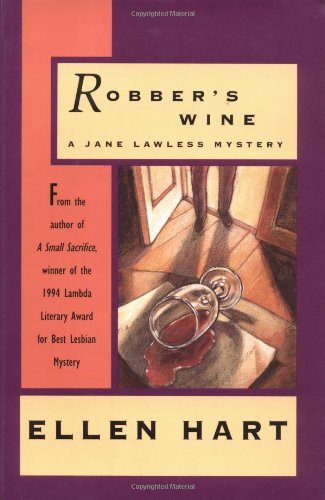 ROBBER'S
WINE
A JANE LAWLESS MYSTERY
From the
author of
A Small Sacrifice,
winner of the
1994 Lambda
Literary Award
for Best Lesbian
Mystery
ELLEN HART